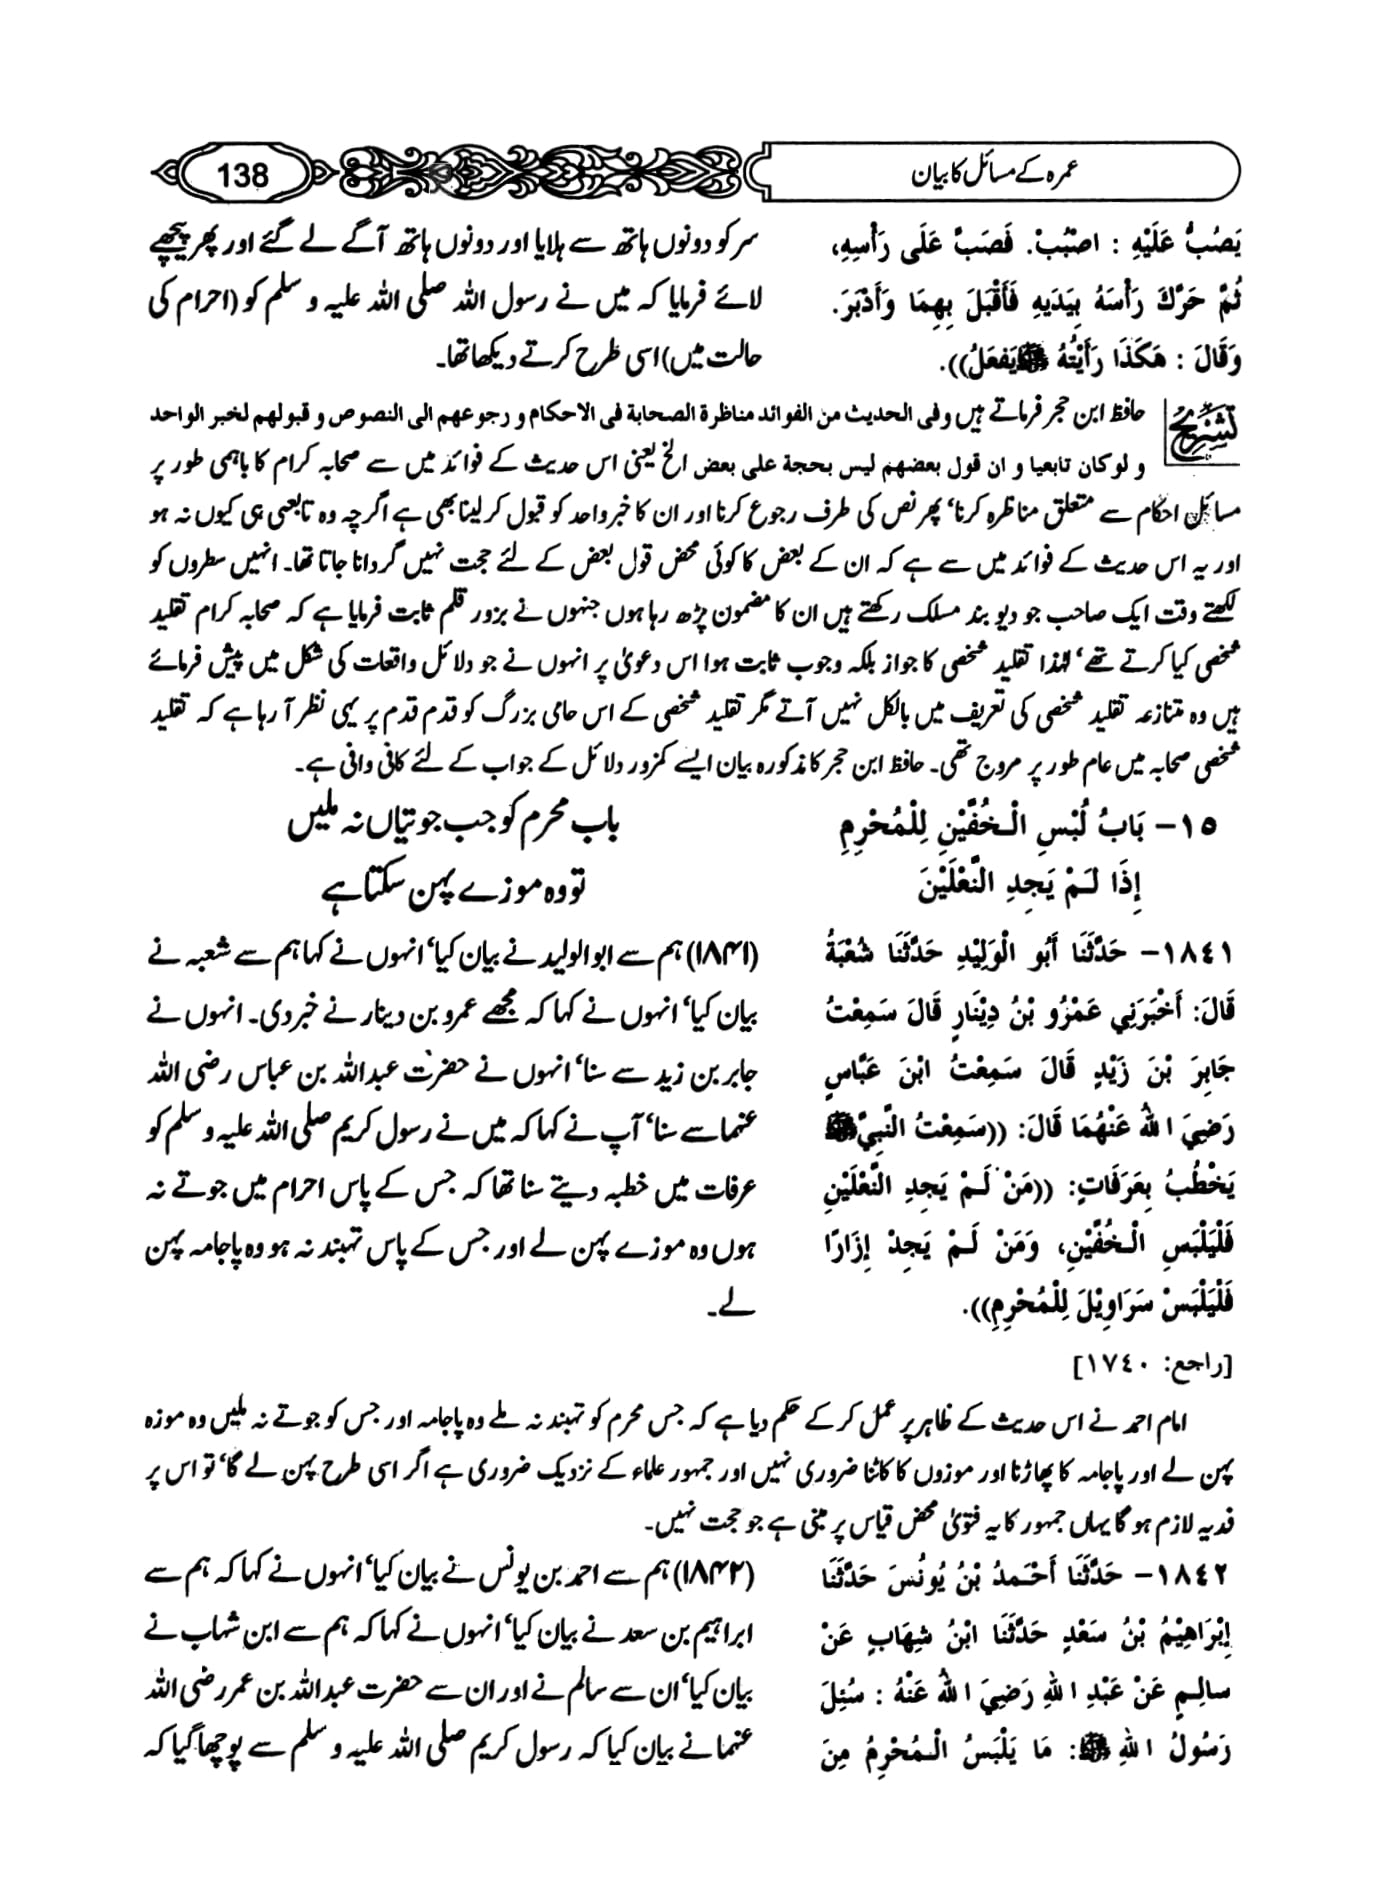 عمرہ کے مسائل کا بیان
138
يَصُبُّ عَلَيْهِ : اصْبُبْ. فَصَبَّ عَلَى رَأْسِهِ،
ثُمَّ حَرَّكَ رَأْسَهُ بِيَدَيهِ فَأَقْبَلَ بِهِمَا وَأَدْبَرَ.
وَقَالَ : هَكَذَا رَأَيْتُهُ ﷺ يَفعَلُ)).
سر کو دونوں ہاتھ سے ہلایا اور دونوں ہاتھ آگے لے گئے اور پھر پیچھے
لائے فرمایا کہ میں نے رسول اللہ صلی اللہ علیہ و سلم کو (احرام کی
حالت میں) اسی طرح کرتے دیکھا تھا۔
تشریح حافظ ابن حجر فرماتے ہیں وفی الحدیث من الفوائد مناظرة الصحابة فی الاحکام و رجوعهم الی النصوص و قبولهم لخبر الواحد
و لو کان تابعیا و ان قول بعضهم لیس بحجة علی بعض الخ یعنی اس حدیث کے فوائد میں سے صحابہ کرام کا باہمی طور پر
مسائل احکام سے متعلق مناظرہ کرنا‘ پھر نص کی طرف رجوع کرنا اور ان کا خبر واحد کو قبول کر لینا بھی ہے اگرچہ وہ تابعی ہی کیوں نہ ہو
اور یہ اس حدیث کے فوائد میں سے ہے کہ ان کے بعض کا کوئی محض قول بعض کے لئے حجت نہیں گردانا جاتا تھا۔ انہیں سطروں کو
لکھتے وقت ایک صاحب جو دیو بند مسلک رکھتے ہیں ان کا مضمون پڑھ رہا ہوں جنہوں نے بزور قلم ثابت فرمایا ہے کہ صحابہ کرام تقلید
شخصی کیا کرتے تھے‘ لہٰذا تقلید شخصی کا جواز بلکہ وجوب ثابت ہوا اس دعویٰ پر انہوں نے جو دلائل واقعات کی شکل میں پیش فرمائے
ہیں وہ متنازعہ تقلید شخصی کی تعریف میں بالکل نہیں آتے مگر تقلید شخصی کے اس حامی بزرگ کو قدم قدم پر یہی نظر آ رہا ہے کہ تقلید
شخصی صحابہ میں عام طور پر مروج تھی۔ حافظ ابن حجر کا مذکورہ بیان ایسے کمزور دلائل کے جواب کے لئے کافی وافی ہے۔
١٥- بَابُ لُبْسِ الْخُفَّيْنِ لِلْمُحْرِمِ
إِذَا لَمْ يَجِدِ النَّعْلَيْنَ
باب محرم کو جب جوتیاں نہ ملیں
تو وہ موزے پہن سکتا ہے
١٨٤١- حَدَّثَنَا أَبُو الْوَلِيْدِ حَدَّثَنَا شُعْبَةُ
قَالَ: أَخْبَرَنِي عَمْرُو بْنُ دِيْنَارٍ قَالَ سَمِعْتُ
جَابِرَ بْنَ زَيْدٍ قَالَ سَمِعْتُ ابْنَ عَبَّاسٍ
رَضِيَ اللهُ عَنْهُمَا قَالَ: ((سَمِعْتُ النَّبِيَّ ﷺ
يَخْطُبُ بِعَرَفَاتٍ: ((مَنْ لَمْ يَجِدِ النَّعْلَيْنِ
فَلْيَلْبَسِ الْخُفَّيْنِ، وَمَنْ لَمْ يَجِدْ إِزَارًا
فَلْيَلْبَسْ سَرَاوِيْلَ لِلْمُحْرِمِ)).
[راجع: ١٧٤٠]
(۱۸۴۱) ہم سے ابوالولید نے بیان کیا‘ انہوں نے کہا ہم سے شعبہ نے
بیان کیا‘ انہوں نے کہا کہ مجھے عمرو بن دینار نے خبر دی۔ انہوں نے
جابر بن زید سے سنا‘ انہوں نے حضرت عبداللہ بن عباس رضی اللہ
عنہما سے سنا‘ آپ نے کہا کہ میں نے رسول کریم صلی اللہ علیہ و سلم کو
عرفات میں خطبہ دیتے سنا تھا کہ جس کے پاس احرام میں جوتے نہ
ہوں وہ موزے پہن لے اور جس کے پاس تہبند نہ ہو وہ پاجامہ پہن
لے۔
امام احمد نے اس حدیث کے ظاہر پر عمل کر کے حکم دیا ہے کہ جس محرم کو تہبند نہ ملے وہ پاجامہ اور جس کو جوتے نہ ملیں وہ موزہ
پہن لے اور پاجامہ کا پھاڑنا اور موزوں کا کاٹنا ضروری نہیں اور جمہور علماء کے نزدیک ضروری ہے اگر اسی طرح پہن لے گا‘ تو اس پر
فدیہ لازم ہو گا یہاں جمہور کا یہ فتویٰ محض قیاس پر مبنی ہے جو حجت نہیں۔
١٨٤٢- حَدَّثَنَا أَحْمَدُ بْنُ يُونُسَ حَدَّثَنَا
إِبْرَاهِيْمُ بْنُ سَعْدٍ حَدَّثَنَا ابْنُ شِهَابٍ عَنْ
سالِمٍ عَنْ عَبْدِ اللهِ رَضِيَ اللهُ عَنْهُ : سُئِلَ
رَسُولُ اللهِ ﷺ: مَا يَلْبَسُ الْمُحْرِمُ مِنَ
(۱۸۴۲) ہم سے احمد بن یونس نے بیان کیا‘ انہوں نے کہا کہ ہم سے
ابراہیم بن سعد نے بیان کیا‘ انہوں نے کہا کہ ہم سے ابن شہاب نے
بیان کیا‘ ان سے سالم نے اور ان سے حضرت عبداللہ بن عمر رضی اللہ
عنہما نے بیان کیا کہ رسول کریم صلی اللہ علیہ و سلم سے پوچھا گیا کہ